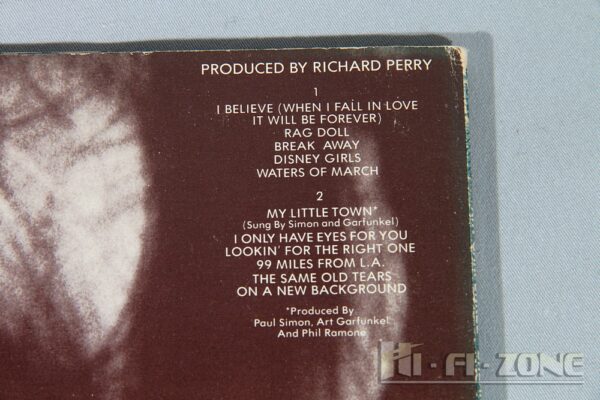 PRODUCED BY RICHARD PERRY
1
I BELIEVE (WHEN I FALL IN LOVE
IT WILL BE FOREVER)
RAG DOLL
BREAK AWAY
DISNEY GIRLS
WATERS OF MARCH
2
MY LITTLE TOWN*
(Sung By Simon and Garfunkel)
I ONLY HAVE EYES FOR YOU
LOOKIN' FOR THE RIGHT ONE
99 MILES FROM L.A.
THE SAME OLD TEARS
ON A NEW BACKGROUND
*Produced By
Paul Simon, Art Garfunkel
And Phil Ramone
HI-FI-ZONE